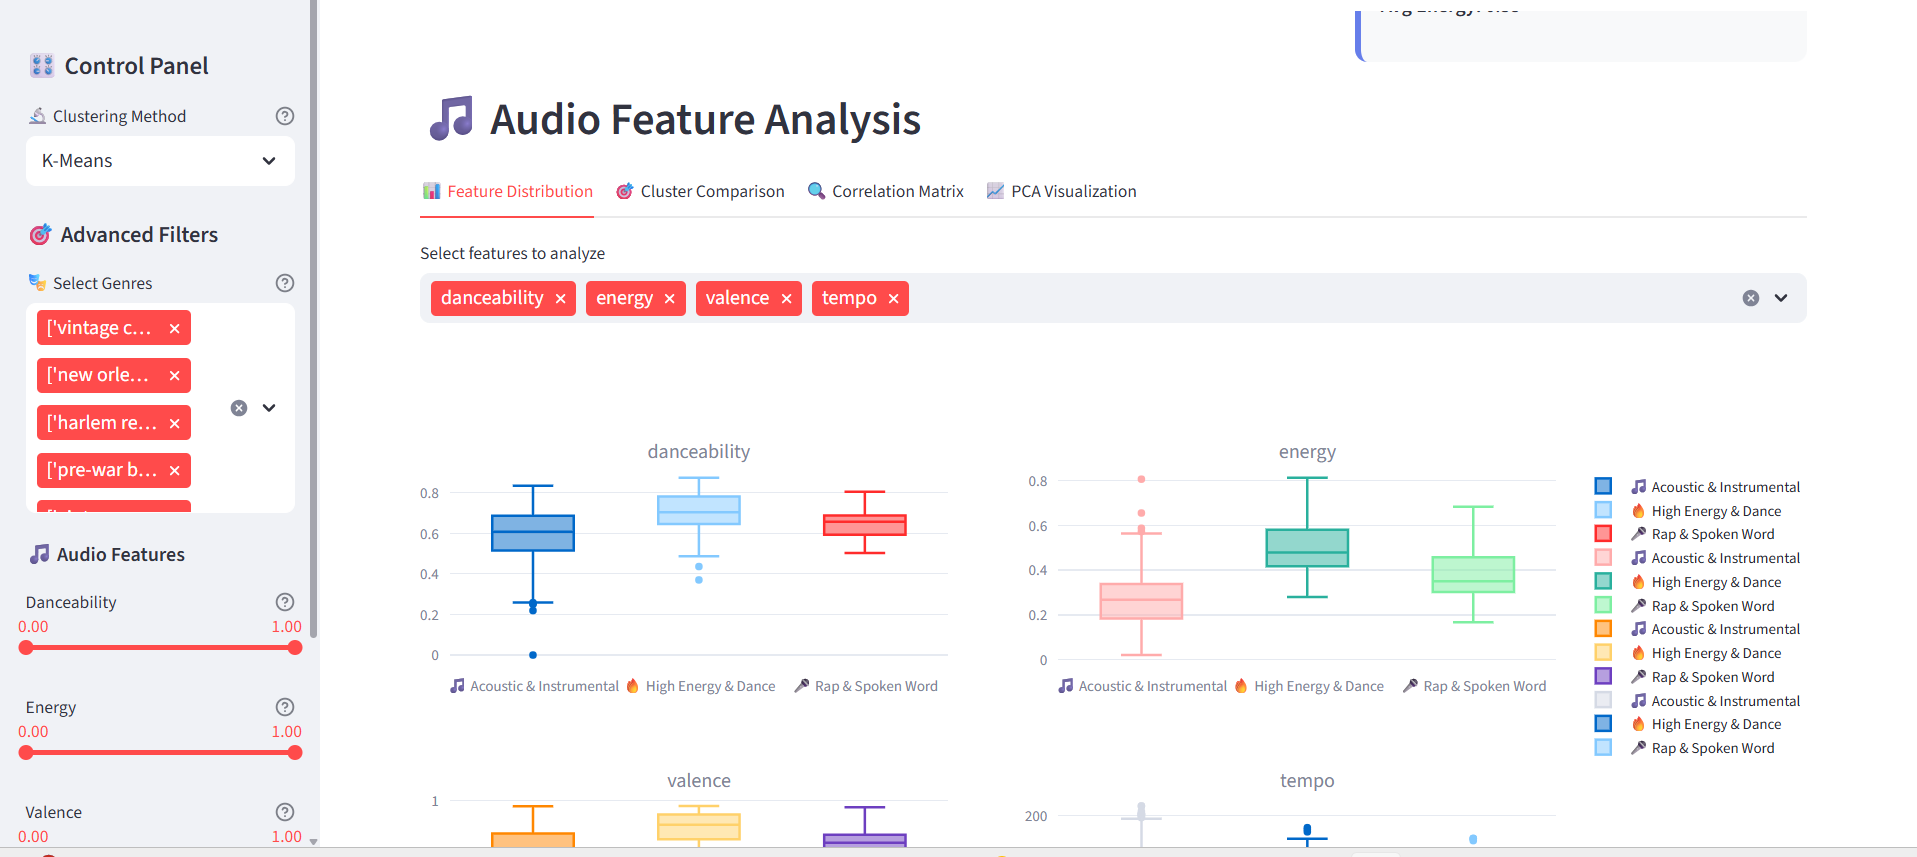 Control Panel
Clustering Method
K-Means
Advanced Filters
Select Genres
['vintage c...
['new orle...
['harlem re...
['pre-war b...
Audio Features
Danceability
0.00 1.00
Energy
0.00 1.00
Valence
0.00 1.00
Audio Feature Analysis
Feature Distribution Cluster Comparison Correlation Matrix PCA Visualization
Select features to analyze
danceability energy valence tempo
danceability
0.8
0.6
0.4
0.2
0
Acoustic & Instrumental High Energy & Dance Rap & Spoken Word
energy
0.8
0.6
0.4
0.2
0
Acoustic & Instrumental High Energy & Dance Rap & Spoken Word
Acoustic & Instrumental
High Energy & Dance
Rap & Spoken Word
Acoustic & Instrumental
High Energy & Dance
Rap & Spoken Word
Acoustic & Instrumental
High Energy & Dance
Rap & Spoken Word
Acoustic & Instrumental
High Energy & Dance
Rap & Spoken Word
valence
1
tempo
200